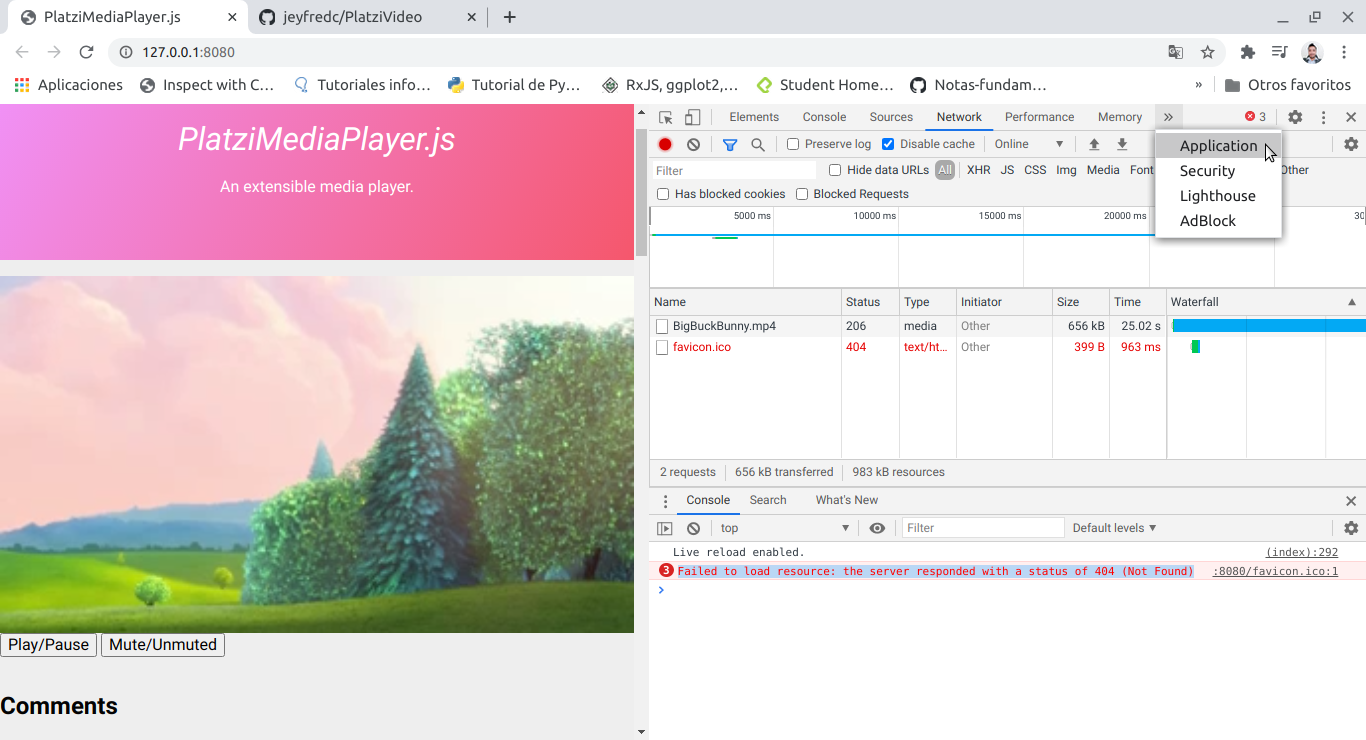 PlatziMediaPlayer.js
jeyfredc/PlatziVideo
127.0.0.1:8080
Aplicaciones
Inspect with C...
Tutoriales info...
Tutorial de Py...
RxJS, ggplot2,...
Student Home...
Notas-fundam...
»
Otros favoritos
PlatziMediaPlayer.js
An extensible media player.
Play/Pause
Mute/Unmuted
Comments
Elements
Console
Sources
Network
Performance
Memory
»
3
Application
Security
Lighthouse
AdBlock
Preserve log
Disable cache
Online
Filter
Hide data URLs
All
XHR
JS
CSS
Img
Media
Font
Other
Has blocked cookies
Blocked Requests
5000 ms
10000 ms
15000 ms
20000 ms
30
Name Status Type Initiator Size Time Waterfall
BigBuckBunny.mp4 206 media Other 656 kB 25.02 s
favicon.ico 404 text/ht... Other 399 B 963 ms
2 requests
656 kB transferred
983 kB resources
Console
Search
What's New
top
Filter
Default levels
Live reload enabled. (index):292
3 Failed to load resource: the server responded with a status of 404 (Not Found) :8080/favicon.ico:1